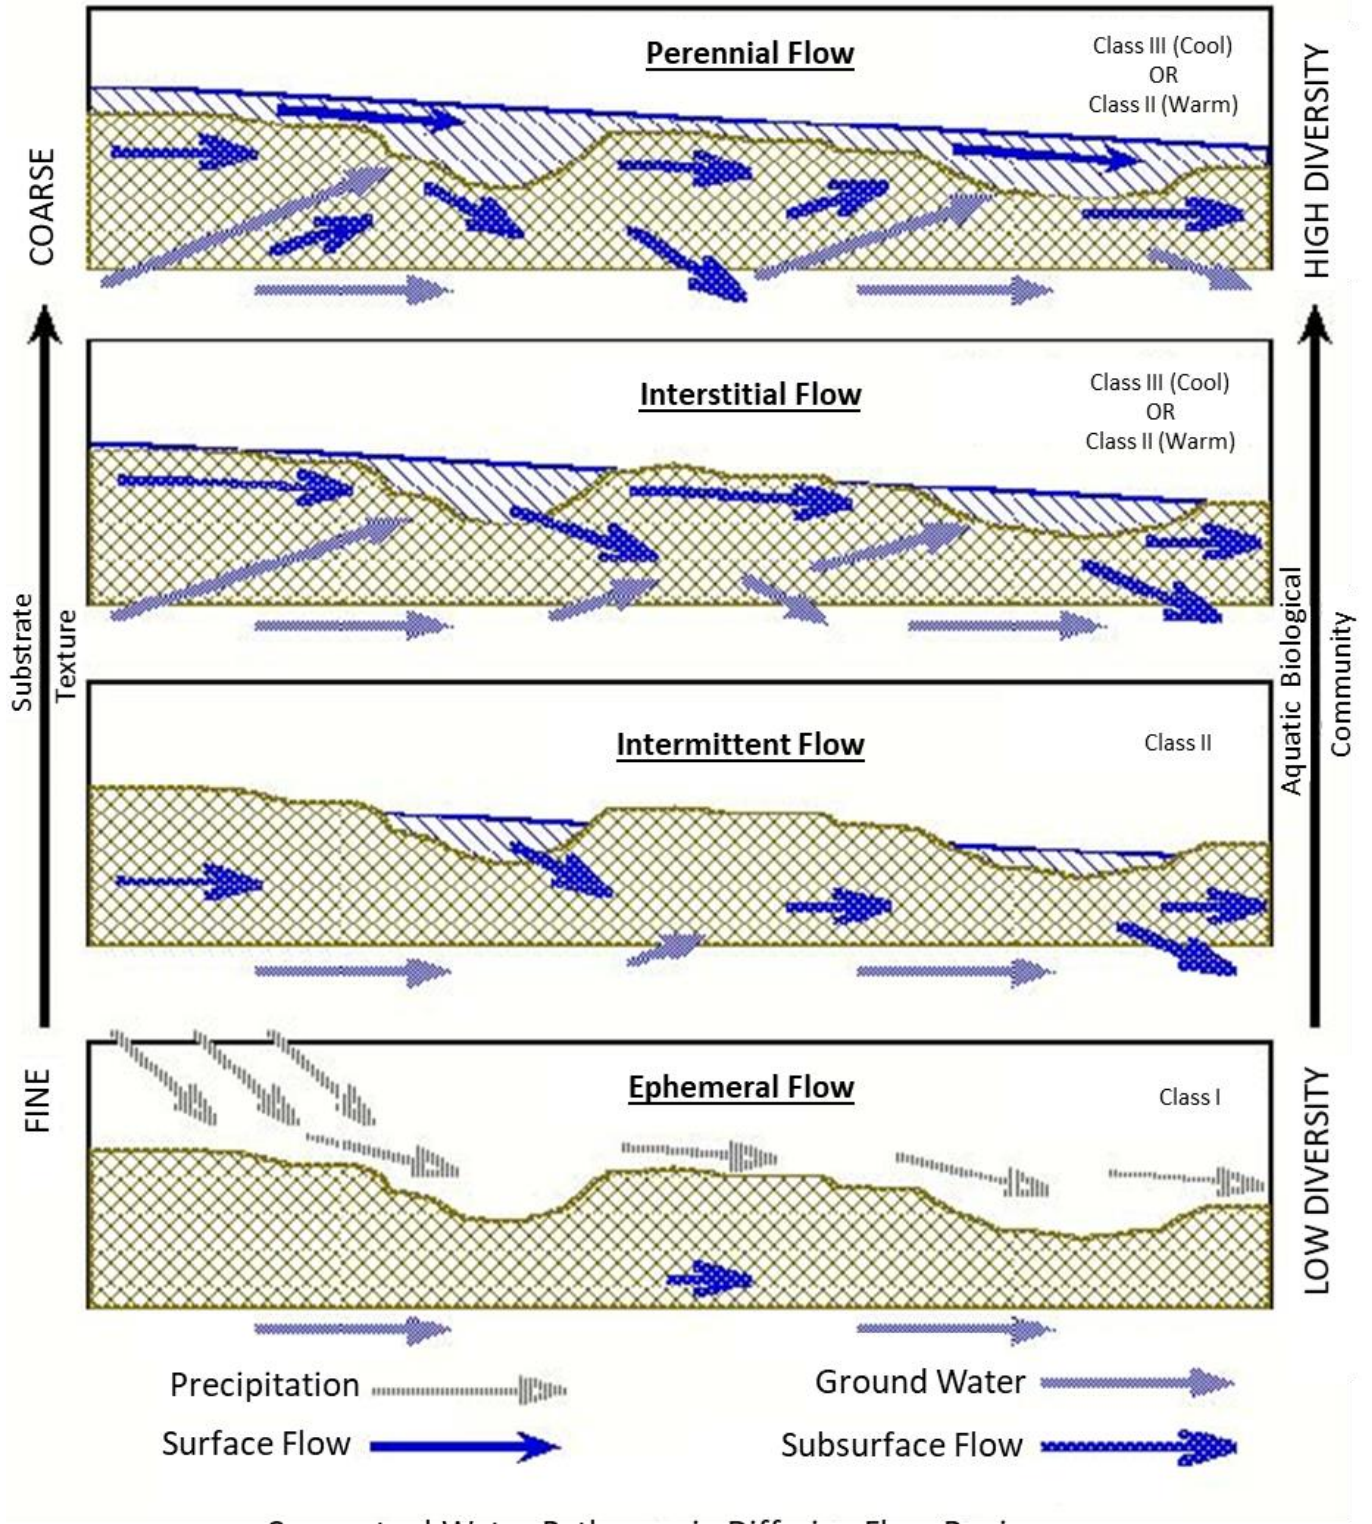 Perennial Flow
Class III (Cool)
OR
Class II (Warm)
COARSE
HIGH DIVERSITY
Interstitial Flow
Class III (Cool)
OR
Class II (Warm)
Substrate
Texture
Aquatic Biological
Community
Intermittent Flow
Class II
Ephemeral Flow
Class I
FINE
LOW DIVERSITY
Precipitation
Ground Water
Surface Flow
Subsurface Flow